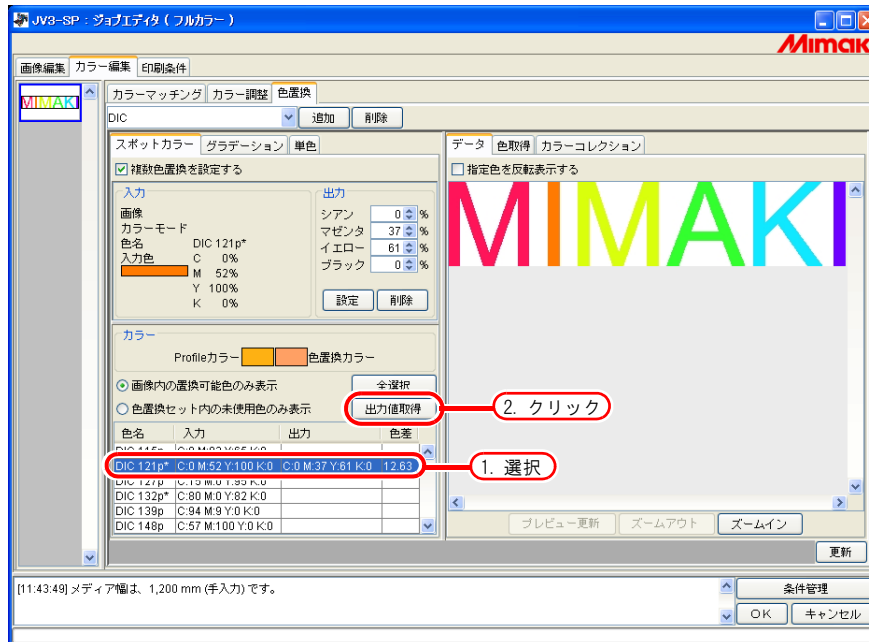 JV3-SP : ジョブエディタ ( フルカラー )
Mimaki
画像編集 カラー編集 印刷条件
MIMAKI
カラーマッチング カラー調整 色置換
DIC 追加 削除
スポットカラー グラデーション 単色
複数色置換を設定する
入力
画像
カラーモード
色名 DIC 121p*
入力色 C 0%
M 52%
Y 100%
K 0%
出力
シアン 0 %
マゼンタ 37 %
イエロー 61 %
ブラック 0 %
設定 削除
カラー
Profileカラー 色置換カラー
画像内の置換可能色のみ表示 全選択
色置換セット内の未使用色のみ表示 出力値取得
色名 入力 出力 色差
DIC 121p* C:0 M:52 Y:100 K:0 C:0 M:37 Y:61 K:0 12.63
DIC 127p C:15 M:0 Y:95 K:0
DIC 132p* C:80 M:0 Y:82 K:0
DIC 139p C:94 M:9 Y:0 K:0
DIC 148p C:57 M:100 Y:0 K:0
データ 色取得 カラーコレクション
指定色を反転表示する
MIMAKI
2. クリック
1. 選択
プレビュー更新 ズームアウト ズームイン
更新
[11:43:49] メディア幅は、1,200 mm (手入力) です。
条件管理
OK キャンセル